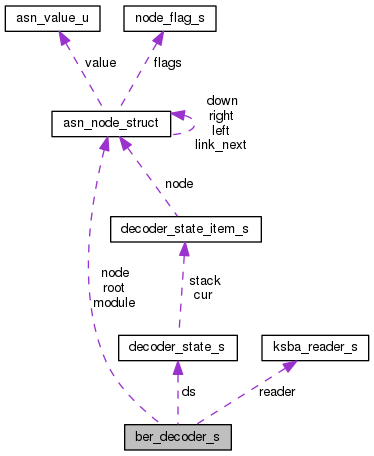 asn_value_u
node_flag_s
value
flags
asn_node_struct
down
right
left
link_next
node
decoder_state_item_s
node
root
module
stack
cur
decoder_state_s
ksba_reader_s
ds
reader
ber_decoder_s